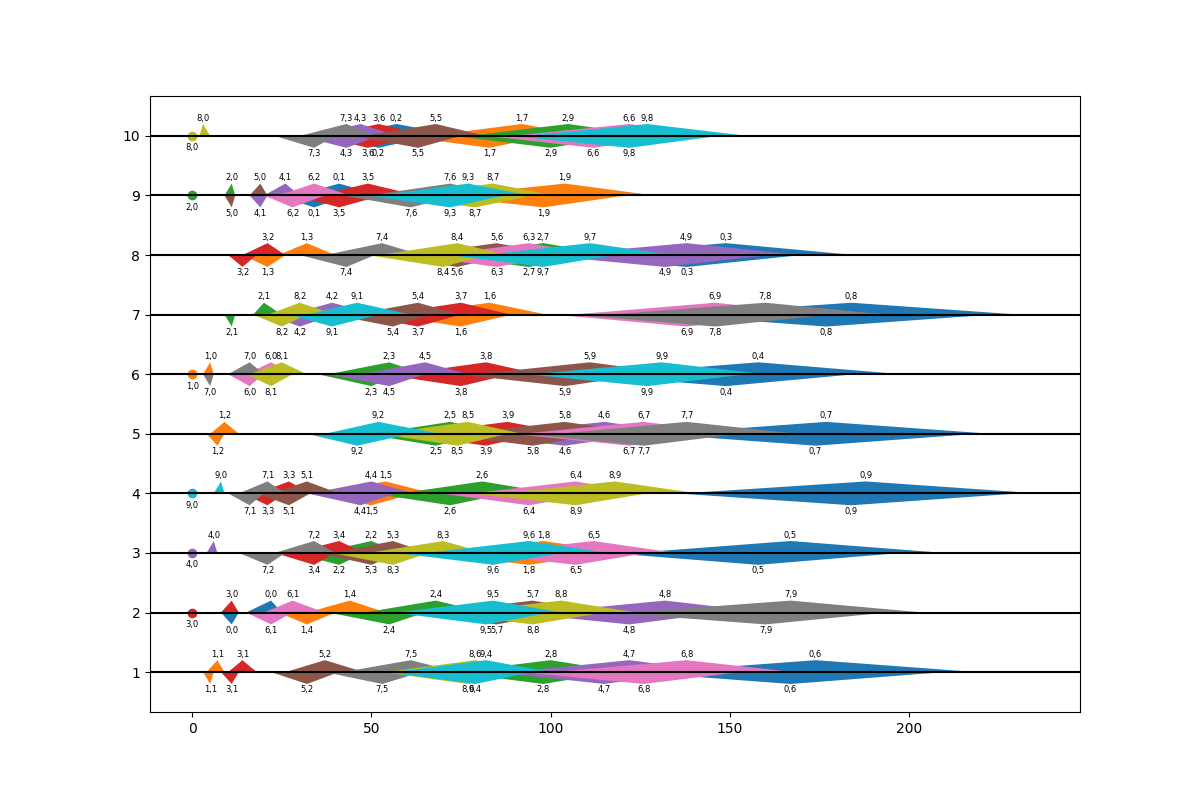 8,0 7,3 4,3 3,6 0,2 5,5 1,7 2,9 6,6 9,8
10
8,0 7,3 4,3 3,6 0,2 5,5 1,7 2,9 6,6 9,8
2,0 5,0 4,1 6,2 0,1 3,5 7,6 9,3 8,7 1,9
9
2,0 5,0 4,1 6,2 0,1 3,5 7,6 9,3 8,7 1,9
3,2 1,3 7,4 8,4 5,6 6,3 2,7 9,7 4,9 0,3
8
3,2 1,3 7,4 8,4 5,6 6,3 2,7 9,7 4,9 0,3
2,1 8,2 4,2 9,1 5,4 3,7 1,6 6,9 7,8 0,8
7
2,1 8,2 4,2 9,1 5,4 3,7 1,6 6,9 7,8 0,8
1,0 7,0 6,0 8,1 2,3 4,5 3,8 5,9 9,9 0,4
6
1,0 7,0 6,0 8,1 2,3 4,5 3,8 5,9 9,9 0,4
1,2 9,2 2,5 8,5 3,9 5,8 4,6 6,7 7,7 0,7
5
1,2 9,2 2,5 8,5 3,9 5,8 4,6 6,7 7,7 0,7
9,0 7,1 3,3 5,1 4,4 1,5 2,6 6,4 8,9 0,9
4
9,0 7,1 3,3 5,1 4,4 1,5 2,6 6,4 8,9 0,9
4,0 7,2 3,4 2,2 5,3 8,3 9,6 1,8 6,5 0,5
3
4,0 7,2 3,4 2,2 5,3 8,3 9,6 1,8 6,5 0,5
3,0 0,0 6,1 1,4 2,4 9,5 5,7 8,8 4,8 7,9
2
3,0 0,0 6,1 1,4 2,4 9,5 5,7 8,8 4,8 7,9
1,1 3,1 5,2 7,5 8,6 9,4 2,8 4,7 6,8 0,6
1
1,1 3,1 5,2 7,5 8,6 9,4 2,8 4,7 6,8 0,6
0 50 100 150 200